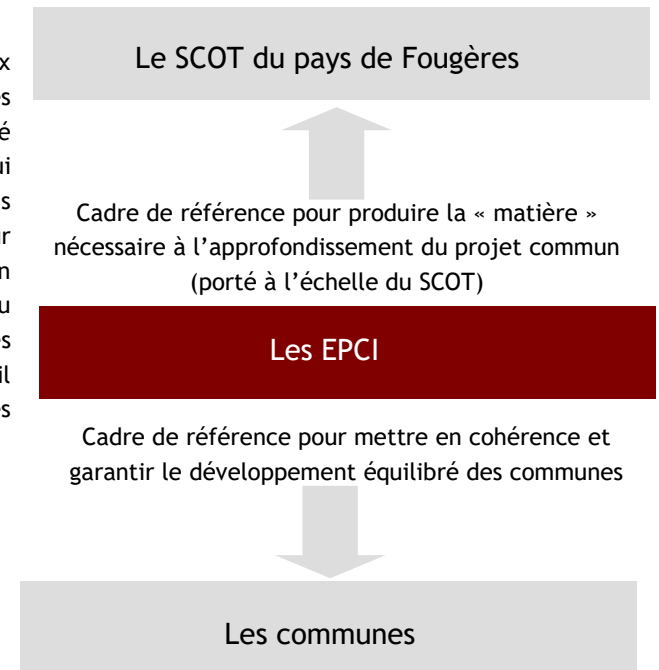 Le SCOT du pays de Fougères
Cadre de référence pour produire la « matière »
nécessaire à l’approfondissement du projet commun
(porté à l’échelle du SCOT)
Les EPCI
Cadre de référence pour mettre en cohérence et
garantir le développement équilibré des communes
Les communes